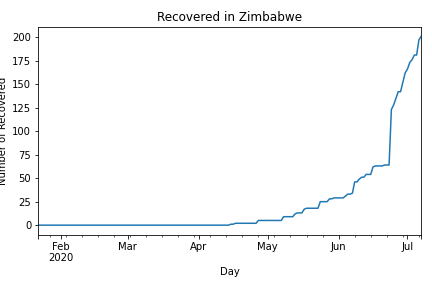 Recovered in Zimbabwe
200
175
150
125
100
75
50
25
0
Number of Recovered
Feb
2020
Mar
Apr
May
Jun
Jul
Day